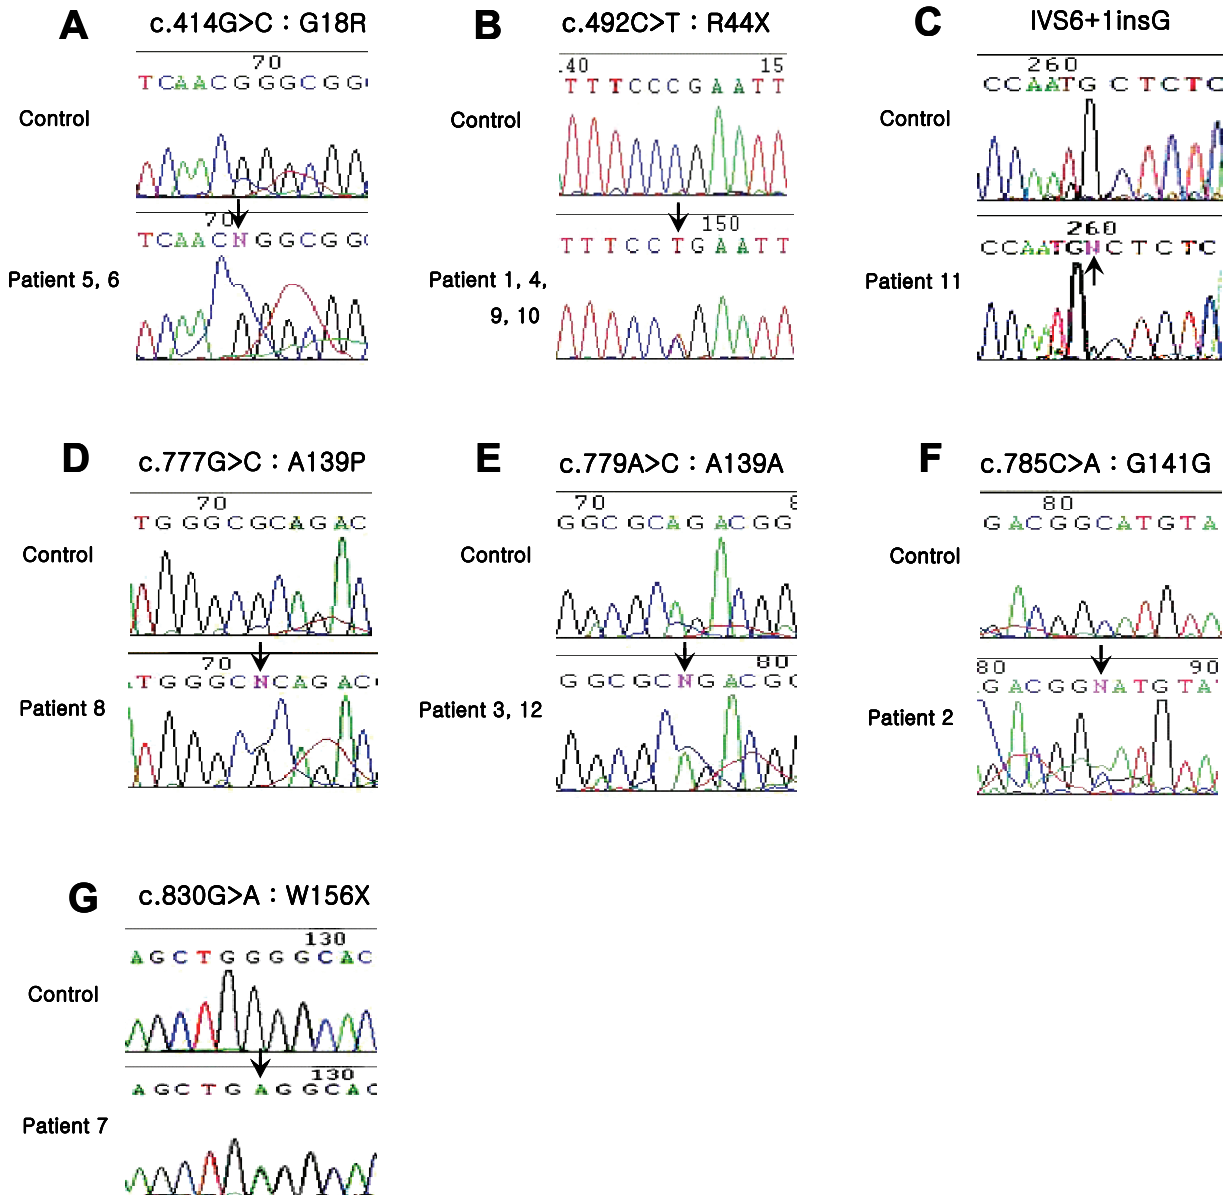 A c.414G>C : G18R
70
TCAACGGGCGG
Control
70
TCAACNGGCGG
Patient 5, 6
B c.492C>T : R44X
.40 15
TTTCCCGAATT
Control
150
TTTCCTGAATT
Patient 1, 4,
9, 10
C IVS6+1insG
260
CCAATGCTCTC
Control
260
CCAATGNCTCTC
Patient 11
D c.777G>C : A139P
70
TGGGCGCAGAC
Control
70
TGGGCNCAGAC
Patient 8
E c.779A>C : A139A
70 8
GGCGCAGACGG
Control
80
GGCGCNGACGG
Patient 3, 12
F c.785C>A : G141G
80
GACGGCATGTA
Control
80 90
GACGGNATGTA
Patient 2
G c.830G>A : W156X
130
AGCTGGGGCAC
Control
130
AGCTGAGGCAC
Patient 7